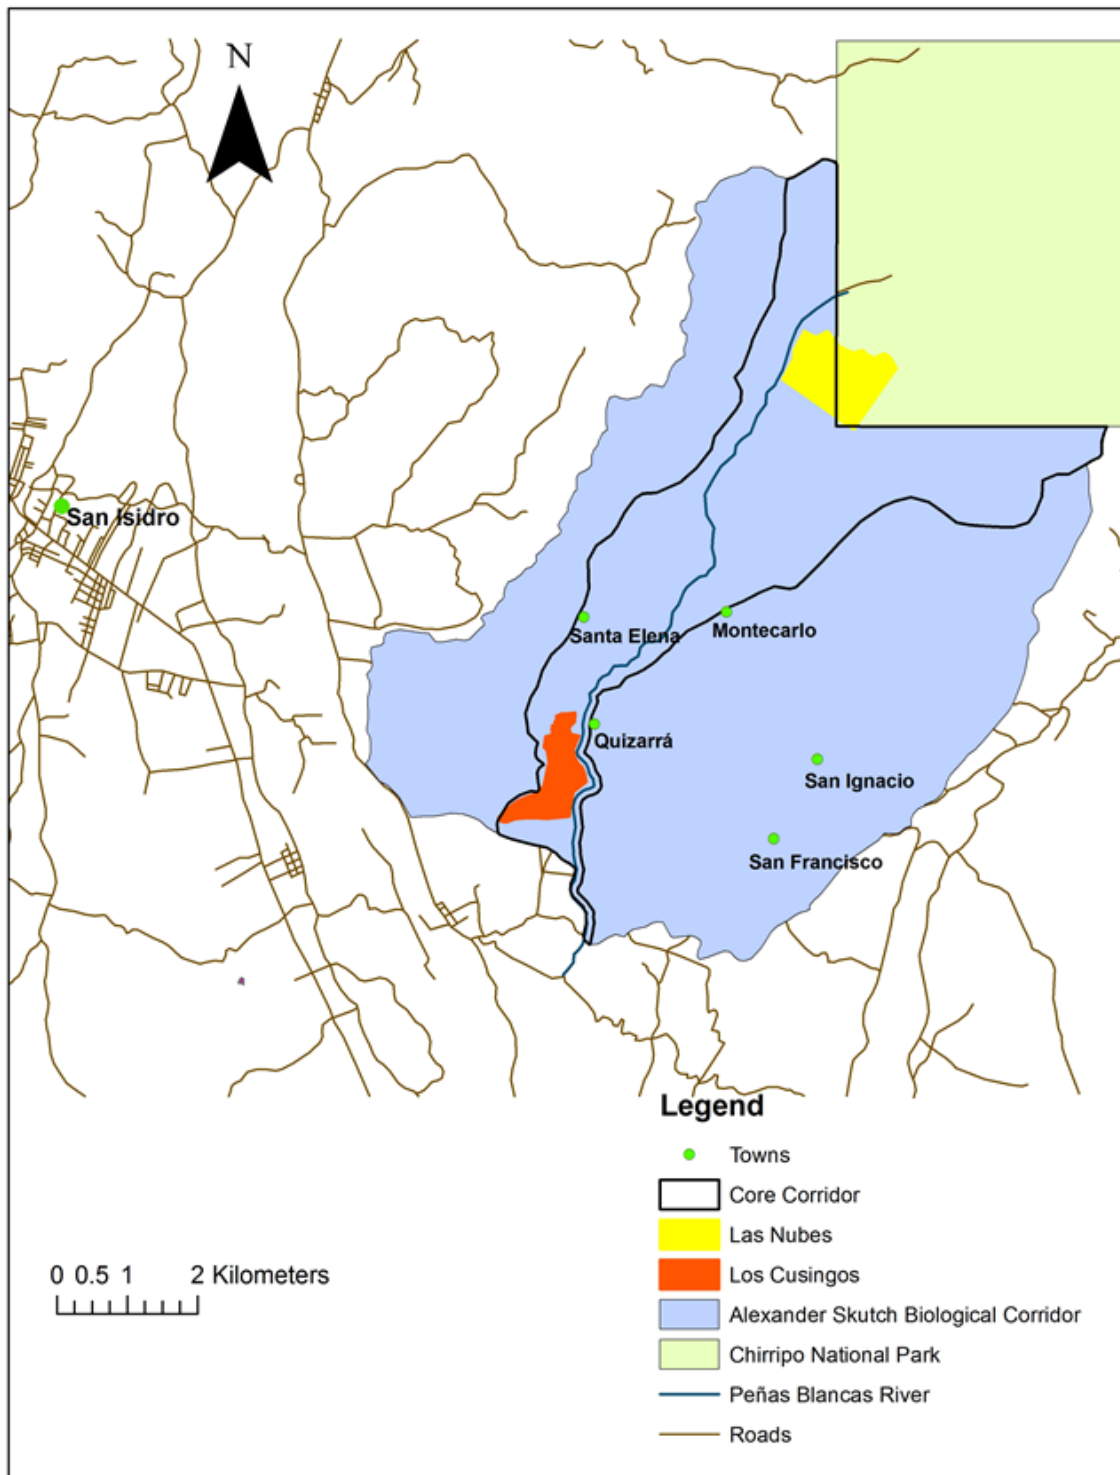 N
San Isidro
Santa Elena
Montecarlo
Quizarrá
San Ignacio
San Francisco
Legend
Towns
Core Corridor
Las Nubes
Los Cusingos
Alexander Skutch Biological Corridor
Chirripo National Park
Peñas Blancas River
Roads
0 0.5 1 2 Kilometers